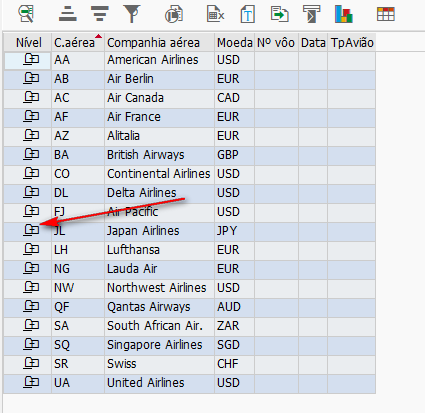 Nível C.aérea Companhia aérea Moeda Nº vôo Data TpAvião
AA American Airlines USD
AB Air Berlin EUR
AC Air Canada CAD
AF Air France EUR
AZ Alitalia EUR
BA British Airways GBP
CO Continental Airlines USD
DL Delta Airlines USD
FJ Air Pacific USD
JL Japan Airlines JPY
LH Lufthansa EUR
NG Lauda Air EUR
NW Northwest Airlines USD
QF Qantas Airways AUD
SA South African Air. ZAR
SQ Singapore Airlines SGD
SR Swiss CHF
UA United Airlines USD